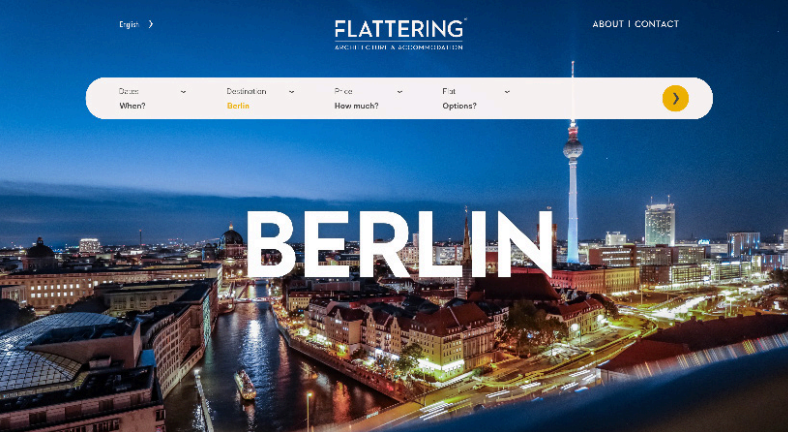 English
FLATTERING
ARCHITECTURE & ACCOMMODATION
ABOUT | CONTACT
Dates
When?
Destination
Berlin
Price
How much?
Flat
Options?
BERLIN